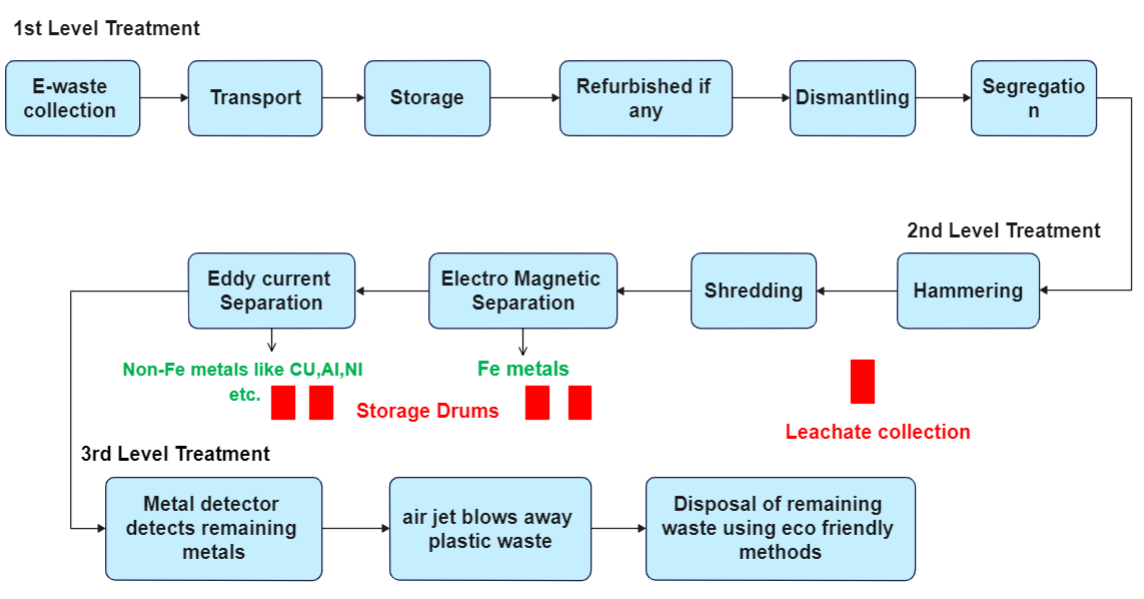 1st Level Treatment
E-waste
collection
Transport
Storage
Refurbished if
any
Dismantling
Segregatio
n
2nd Level Treatment
Hammering
Shredding
Electro Magnetic
Separation
Eddy current
Separation
Non-Fe metals like CU,Al,NI
etc.
Fe metals
Storage Drums
Leachate collection
3rd Level Treatment
Metal detector
detects remaining
metals
air jet blows away
plastic waste
Disposal of remaining
waste using eco friendly
methods